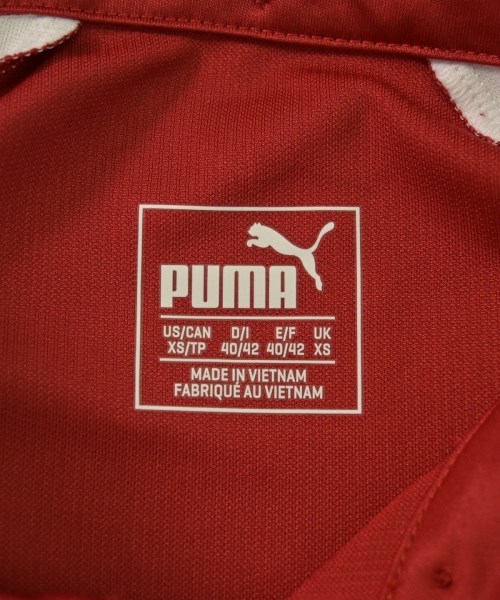 PUMA
US/CAN D/I E/F UK
XS/TP 40/42 40/42 XS
MADE IN VIETNAM
FABRIQUÉ AU VIETNAM